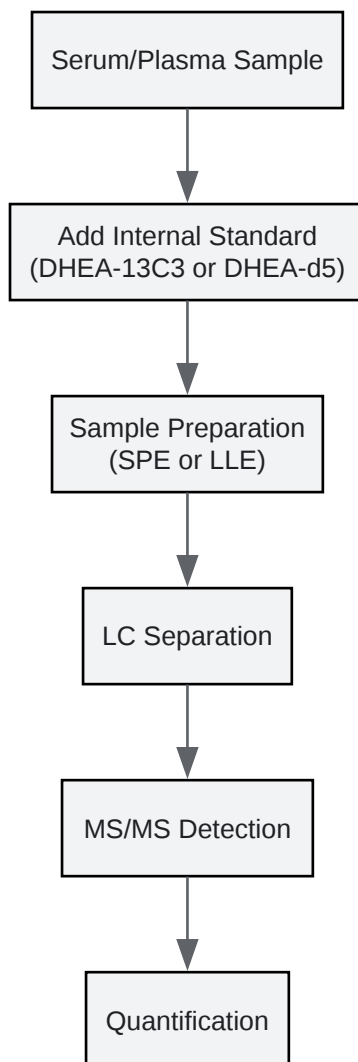 Serum/Plasma Sample
Add Internal Standard
(DHEA-13C3 or DHEA-d5)
Sample Preparation
(SPE or LLE)
LC Separation
MS/MS Detection
Quantification